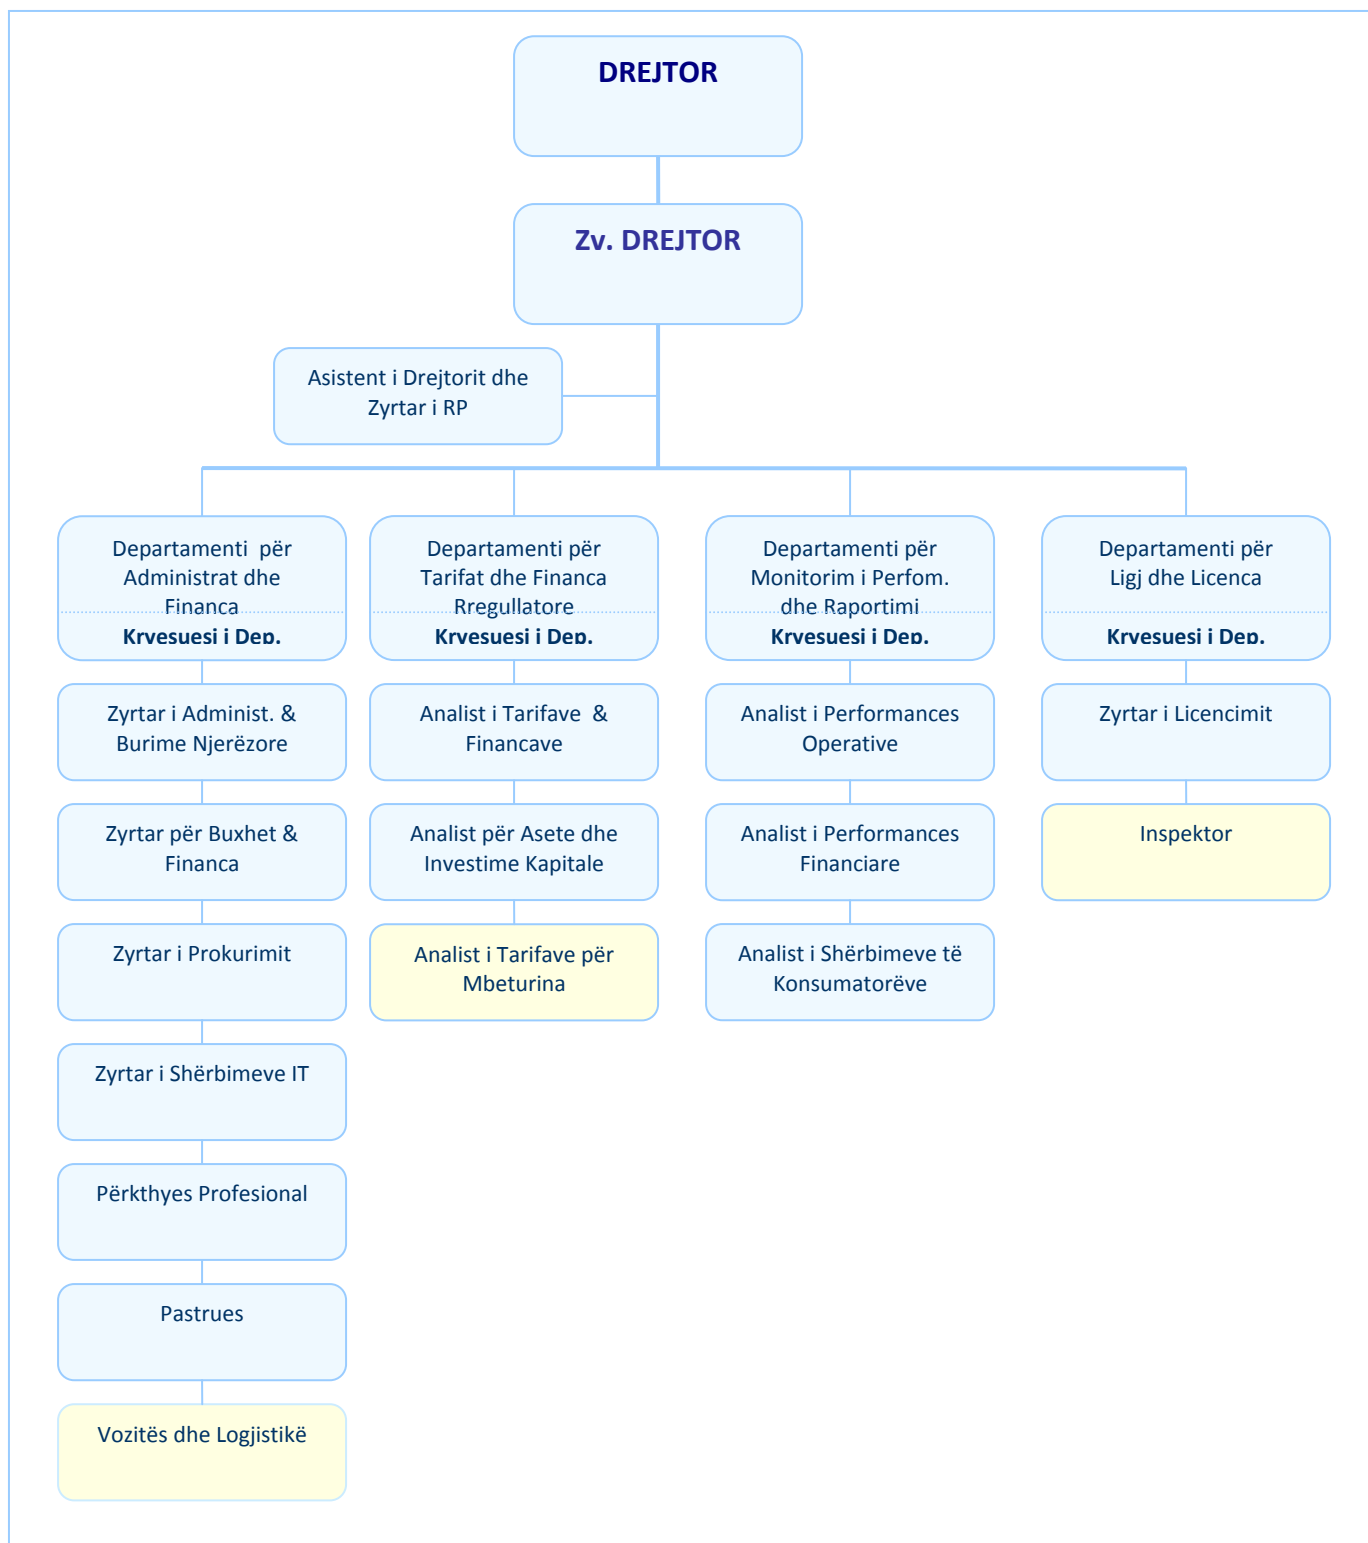 DREJTOR
Zv. DREJTOR
Asistent i Drejtorit dhe
Zyrtar i RP
Departamenti për
Administrat dhe
Financa
Kryesuesi i Dep.
Zyrtar i Administ. &
Burime Njerëzore
Zyrtar për Buxhet &
Financa
Zyrtar i Prokurimit
Zyrtar i Shërbimeve IT
Përkthyes Profesional
Pastrues
Vozitës dhe Logjistikë
Departamenti për
Tarifat dhe Financa
Rregullatore
Kryesuesi i Dep.
Analist i Tarifave &
Financave
Analist për Asete dhe
Investime Kapitale
Analist i Tarifave për
Mbeturina
Departamenti për
Monitorim i Perfom.
dhe Raportimi
Kryesuesi i Dep.
Analist i Performances
Operative
Analist i Performances
Financiare
Analist i Shërbimeve të
Konsumatorëve
Departamenti për
Ligj dhe Licenca
Kryesuesi i Dep.
Zyrtar i Licencimit
Inspektor